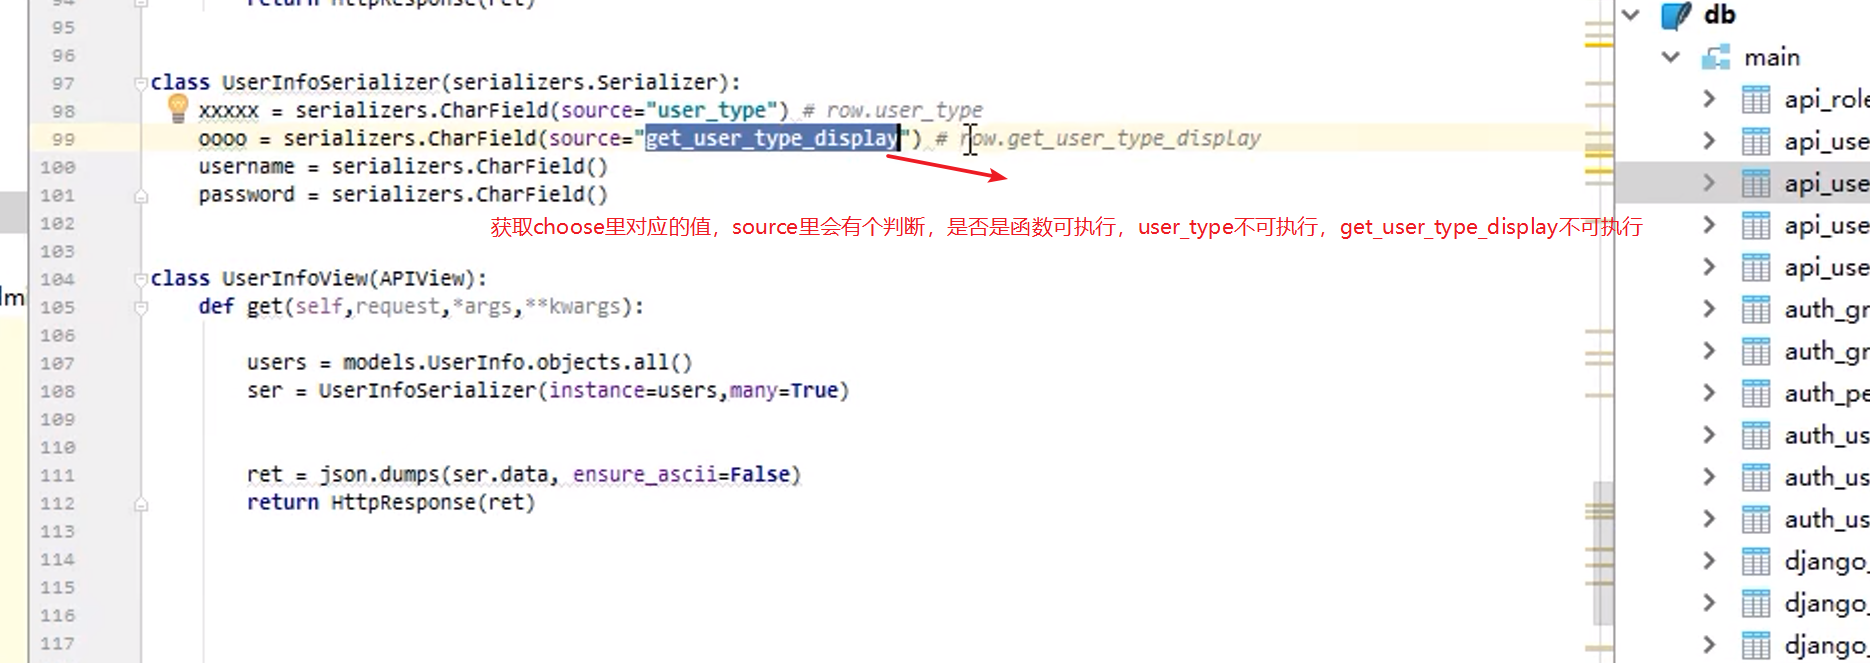 94 return HttpResponse(ret)
95
96
97 class UserInfoSerializer(serializers.Serializer):
98 xxxxx = serializers.CharField(source="user_type") # row.user_type
99 oooo = serializers.CharField(source="get_user_type_display") # row.get_user_type_display
100 username = serializers.CharField()
101 password = serializers.CharField()
获取choose里对应的值，source里会有个判断，是否是函数可执行，user_type不可执行，get_user_type_display不可执行
102
103
104 class UserInfoView(APIView):
105 def get(self,request,*args,**kwargs):
106
107 users = models.UserInfo.objects.all()
108 ser = UserInfoSerializer(instance=users,many=True)
109
110
111 ret = json.dumps(ser.data, ensure_ascii=False)
112 return HttpResponse(ret)
113
114
115
116
117
db
main
api_role
api_use
api_use
api_use
api_use
auth_gr
auth_gr
auth_pe
auth_us
auth_us
auth_us
django_
django_
django_